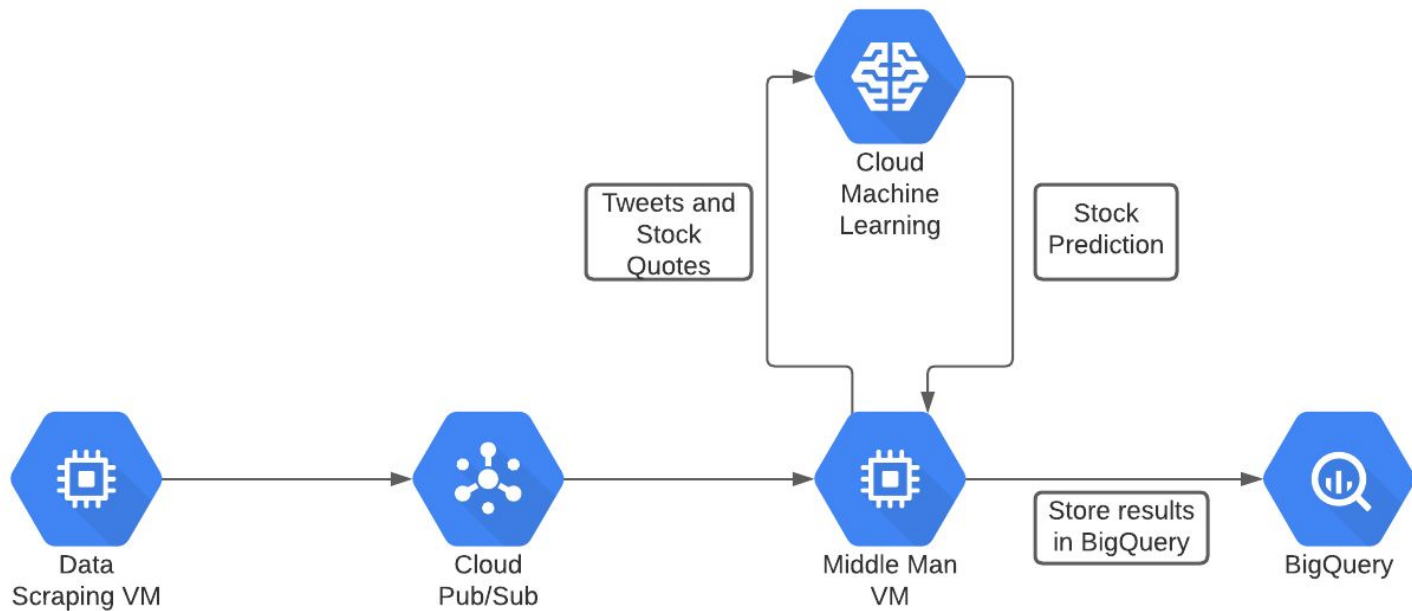 Cloud
Machine
Learning
Tweets and
Stock
Quotes
Stock
Prediction
Data
Scraping VM
Cloud
Pub/Sub
Middle Man
VM
Store results
in BigQuery
BigQuery